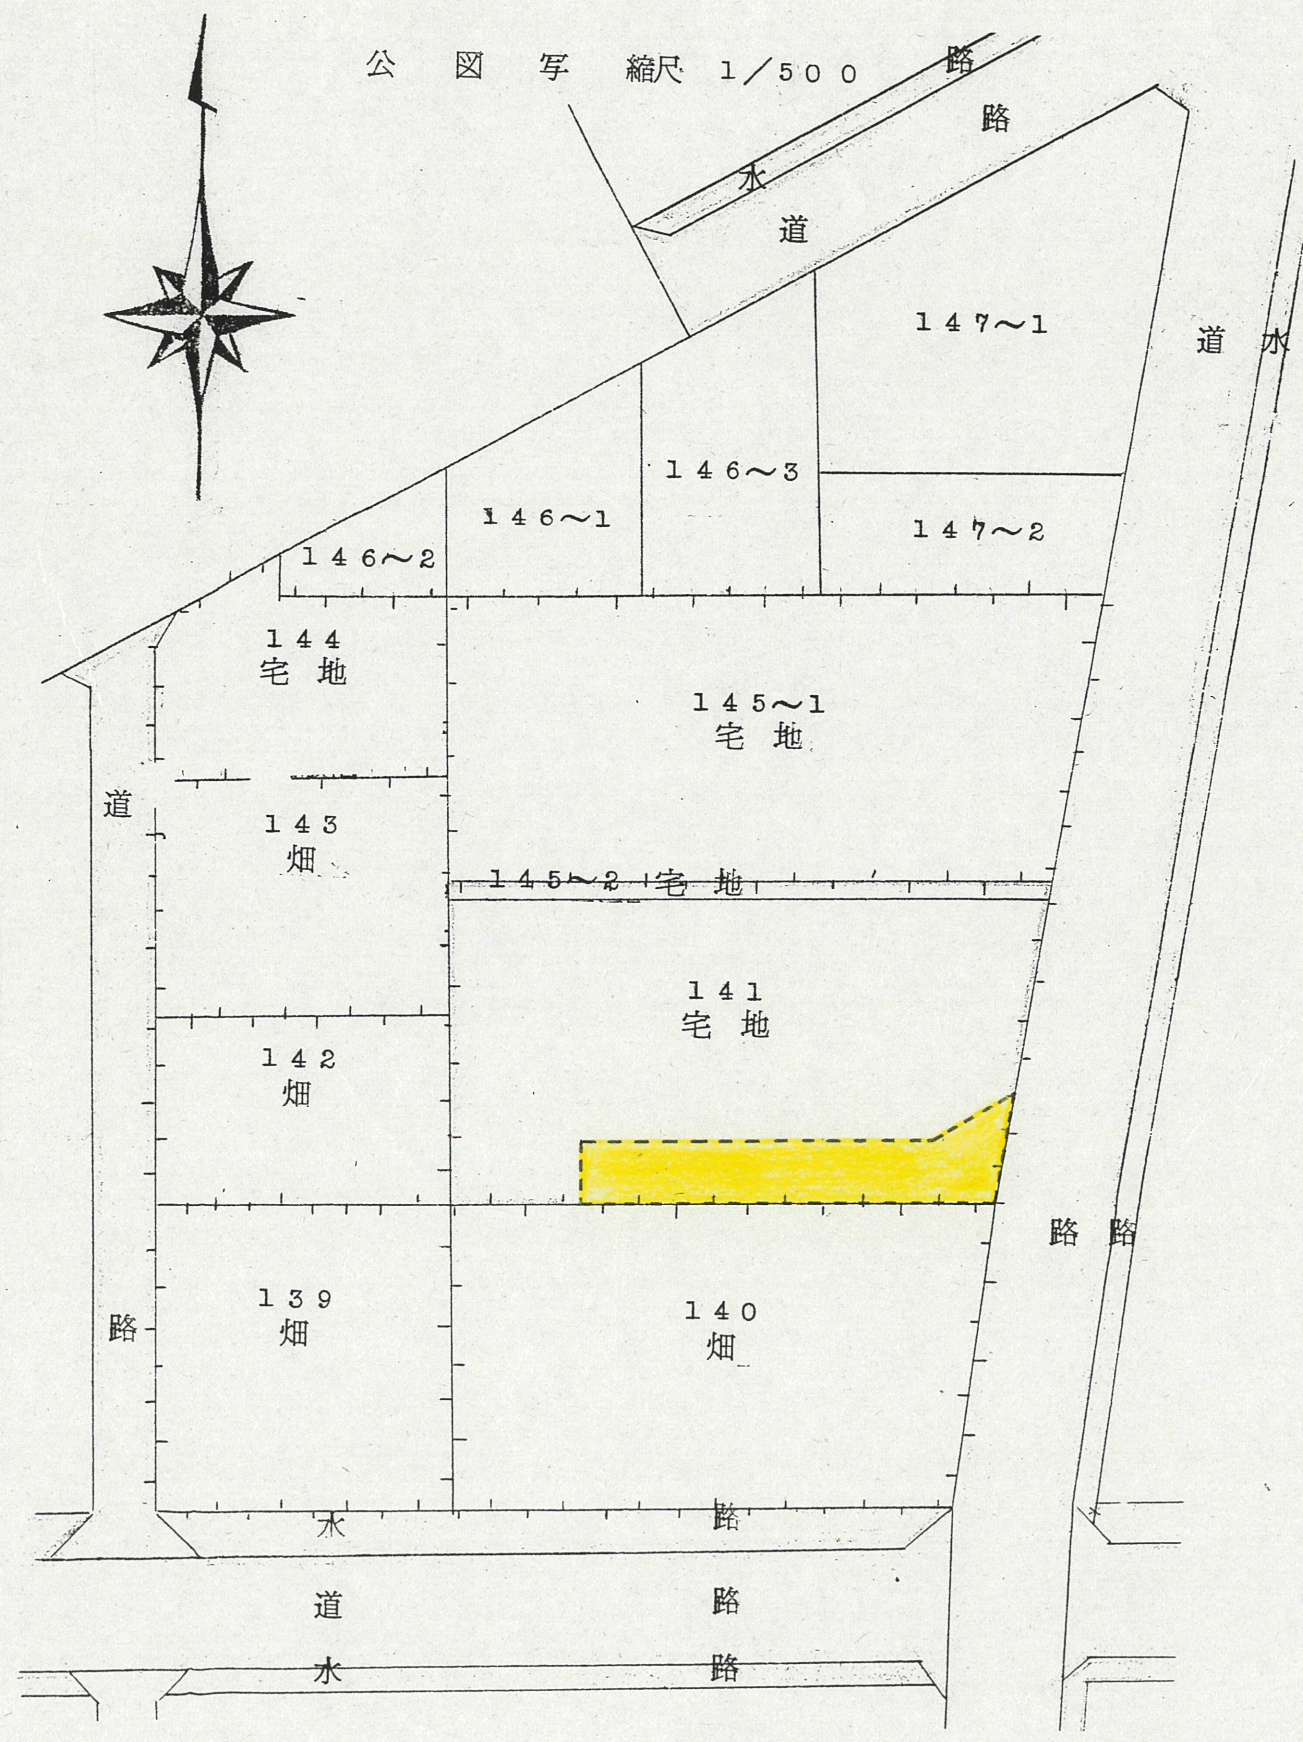 公図写 縮尺 1/500
水路
道路
147~1
道路
水路
146~3
146~1
147~2
146~2
144
宅地
145~1
宅地
道路
143
畑
145~2 宅地
141
宅地
142
畑
139
畑
140
畑
水路
道路
水路